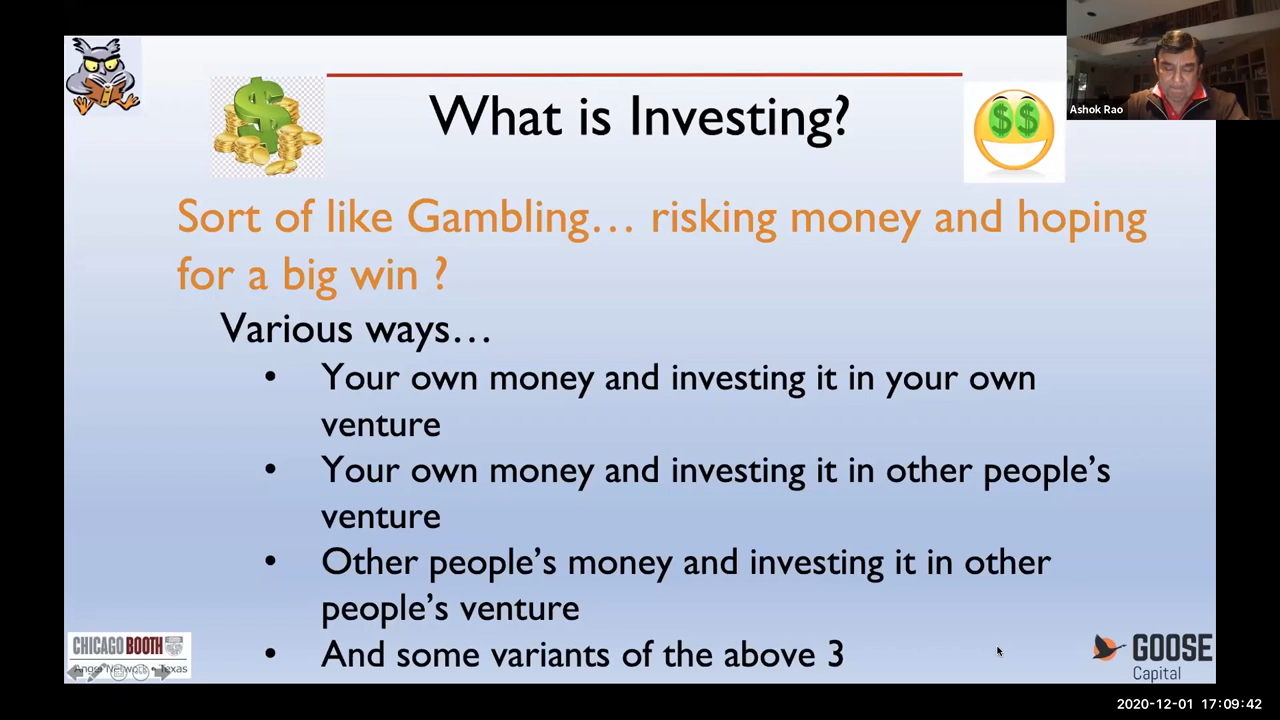 What is Investing?
Ashok Rao
Sort of like Gambling… risking money and hoping
for a big win ?
Various ways…
• Your own money and investing it in your own
venture
• Your own money and investing it in other people’s
venture
• Other people’s money and investing it in other
people’s venture
• And some variants of the above 3
CHICAGO BOOTH
Angel Network • Texas
GOOSE
Capital
2020-12-01 17:09:42